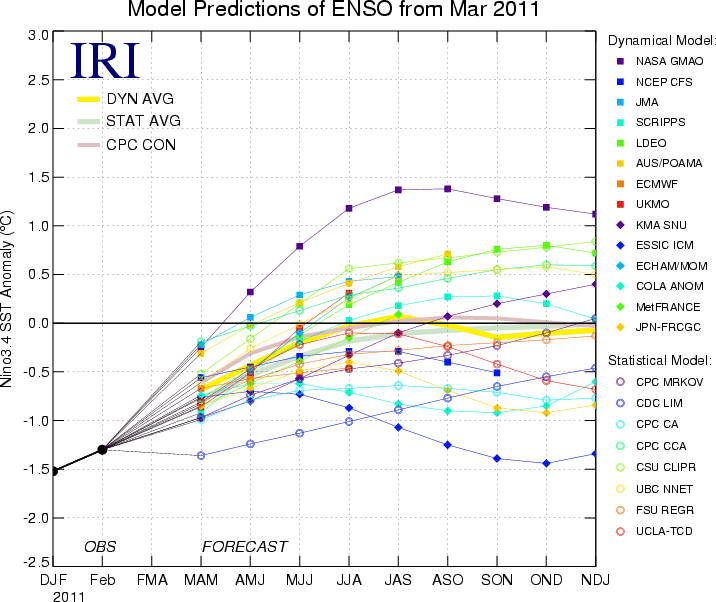 Model Predictions of ENSO from Mar 2011
IRI
DYN AVG
STAT AVG
CPC CON
Nino3.4 SST Anomaly (ºC)
3.0
2.5
2.0
1.5
1.0
0.5
0.0
-0.5
-1.0
-1.5
-2.0
-2.5
OBS
FORECAST
DJF Feb FMA MAM AMJ MJJ JJA JAS ASO SON OND NDJ
2011
Dynamical Model:
NASA GMAO
NCEP CFS
JMA
SCRIPPS
LDEO
AUS/POAMA
ECMWF
UKMO
KMA SNU
ESSIC ICM
ECHAM/MOM
COLA ANOM
MetFRANCE
JPN-FRCGC
Statistical Model:
CPC MRKOV
CDC LIM
CPC CA
CPC CCA
CSU CLIPR
UBC NNET
FSU REGR
UCLA-TCD